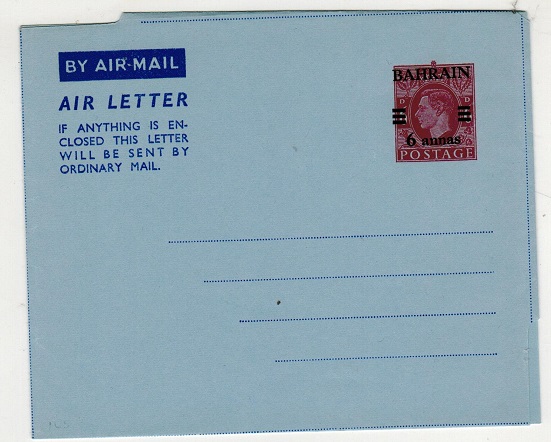 BY AIR-MAIL
AIR LETTER
IF ANYTHING IS EN-
CLOSED THIS LETTER
WILL BE SENT BY
ORDINARY MAIL.
BAHRAIN
D D
6 annas
POSTAGE